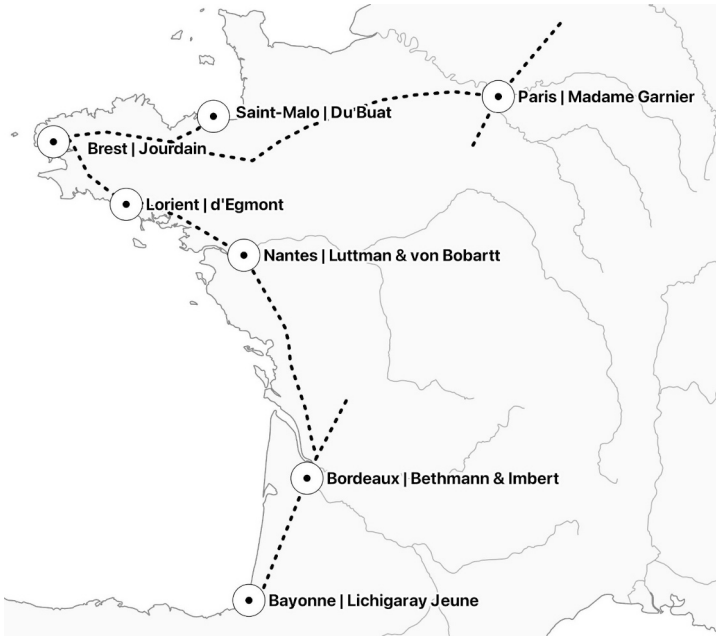 Paris | Madame Garnier
Saint-Malo | Du Buat
Brest | Jourdain
Lorient | d'Egmont
Nantes | Luttman & von Bobartt
Bordeaux | Bethmann & Imbert
Bayonne | Lichigaray Jeune